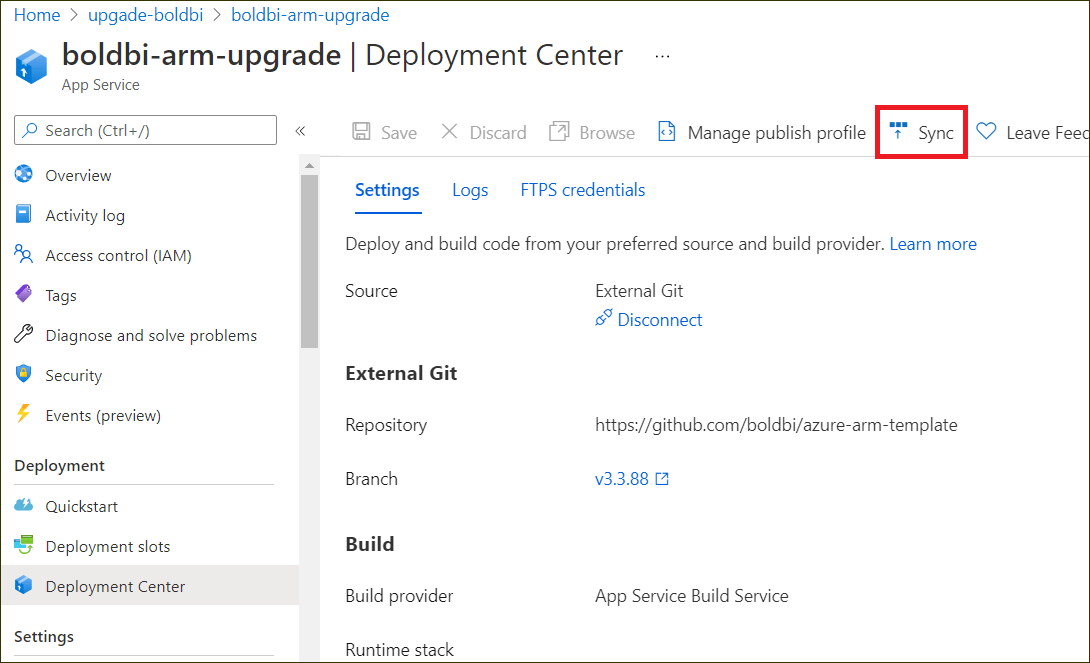 Home > upgade-boldbi > boldbi-arm-upgrade
boldbi-arm-upgrade | Deployment Center ...
App Service
Search (Ctrl+/)
«
Save
Discard
Browse
Manage publish profile
Sync
Leave Feed
Overview
Activity log
Access control (IAM)
Tags
Diagnose and solve problems
Security
Events (preview)
Deployment
Quickstart
Deployment slots
Deployment Center
Settings
Settings
Logs
FTPS credentials
Deploy and build code from your preferred source and build provider. Learn more
Source
External Git
Disconnect
External Git
Repository
https://github.com/boldbi/azure-arm-template
Branch
v3.3.88
Build
Build provider
App Service Build Service
Runtime stack